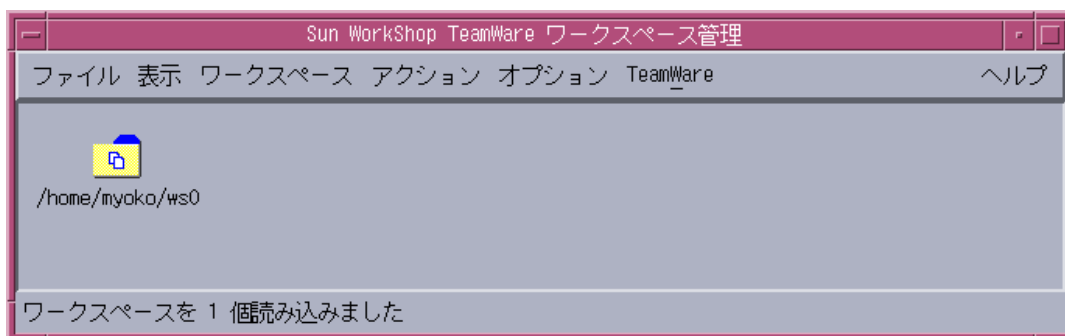 Sun WorkShop TeamWare ワークスペース管理
ファイル 表示 ワークスペース アクション オプション TeamWare ヘルプ
/home/myoko/ws0
ワークスペースを 1 個読み込みました